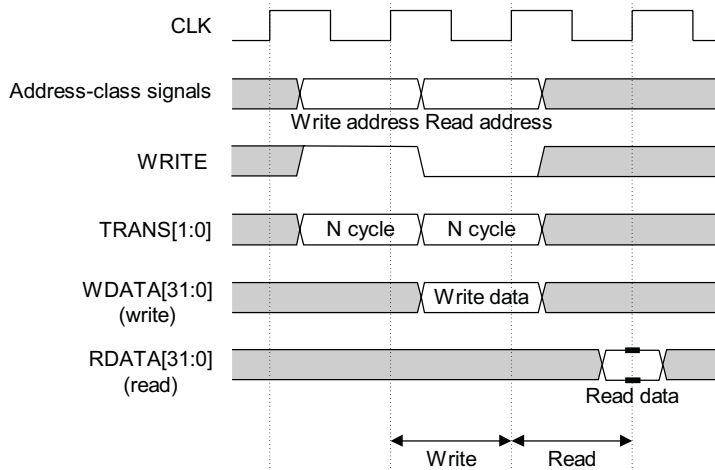 CLK
Address-class signals
Write address Read address
WRITE
TRANS[1:0]
N cycle
N cycle
WDATA[31:0]
(write)
Write data
RDATA[31:0]
(read)
Read data
Write
Read